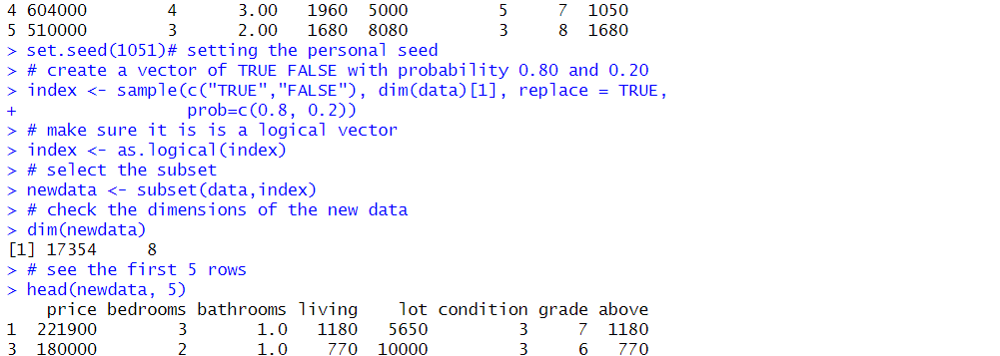 4 604000 4 3.00 1960 5000 5 7 1050
5 510000 3 2.00 1680 8080 3 8 1680
> set.seed(1051)# setting the personal seed
> # create a vector of TRUE FALSE with probability 0.80 and 0.20
> index <- sample(c("TRUE","FALSE"), dim(data)[1], replace = TRUE,
+ prob=c(0.8, 0.2))
> # make sure it is is a logical vector
> index <- as.logical(index)
> # select the subset
> newdata <- subset(data,index)
> # check the dimensions of the new data
> dim(newdata)
[1] 17354 8
> # see the first 5 rows
> head(newdata, 5)
price bedrooms bathrooms living lot condition grade above
1 221900 3 1.0 1180 5650 3 7 1180
3 180000 2 1.0 770 10000 3 6 770